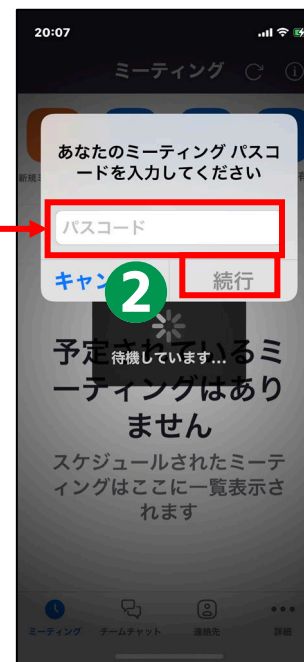 20:07
ミーティング
新規ミ
あなたのミーティング パスコ
ードを入力してください
パスコード
キャン
続行
2
待機しています...
予定されているミ
ーティングはあり
ません
スケジュールされたミーテ
ィングはここに一覧表示さ
れます
ミーティング
チームチャット
連絡先
詳細